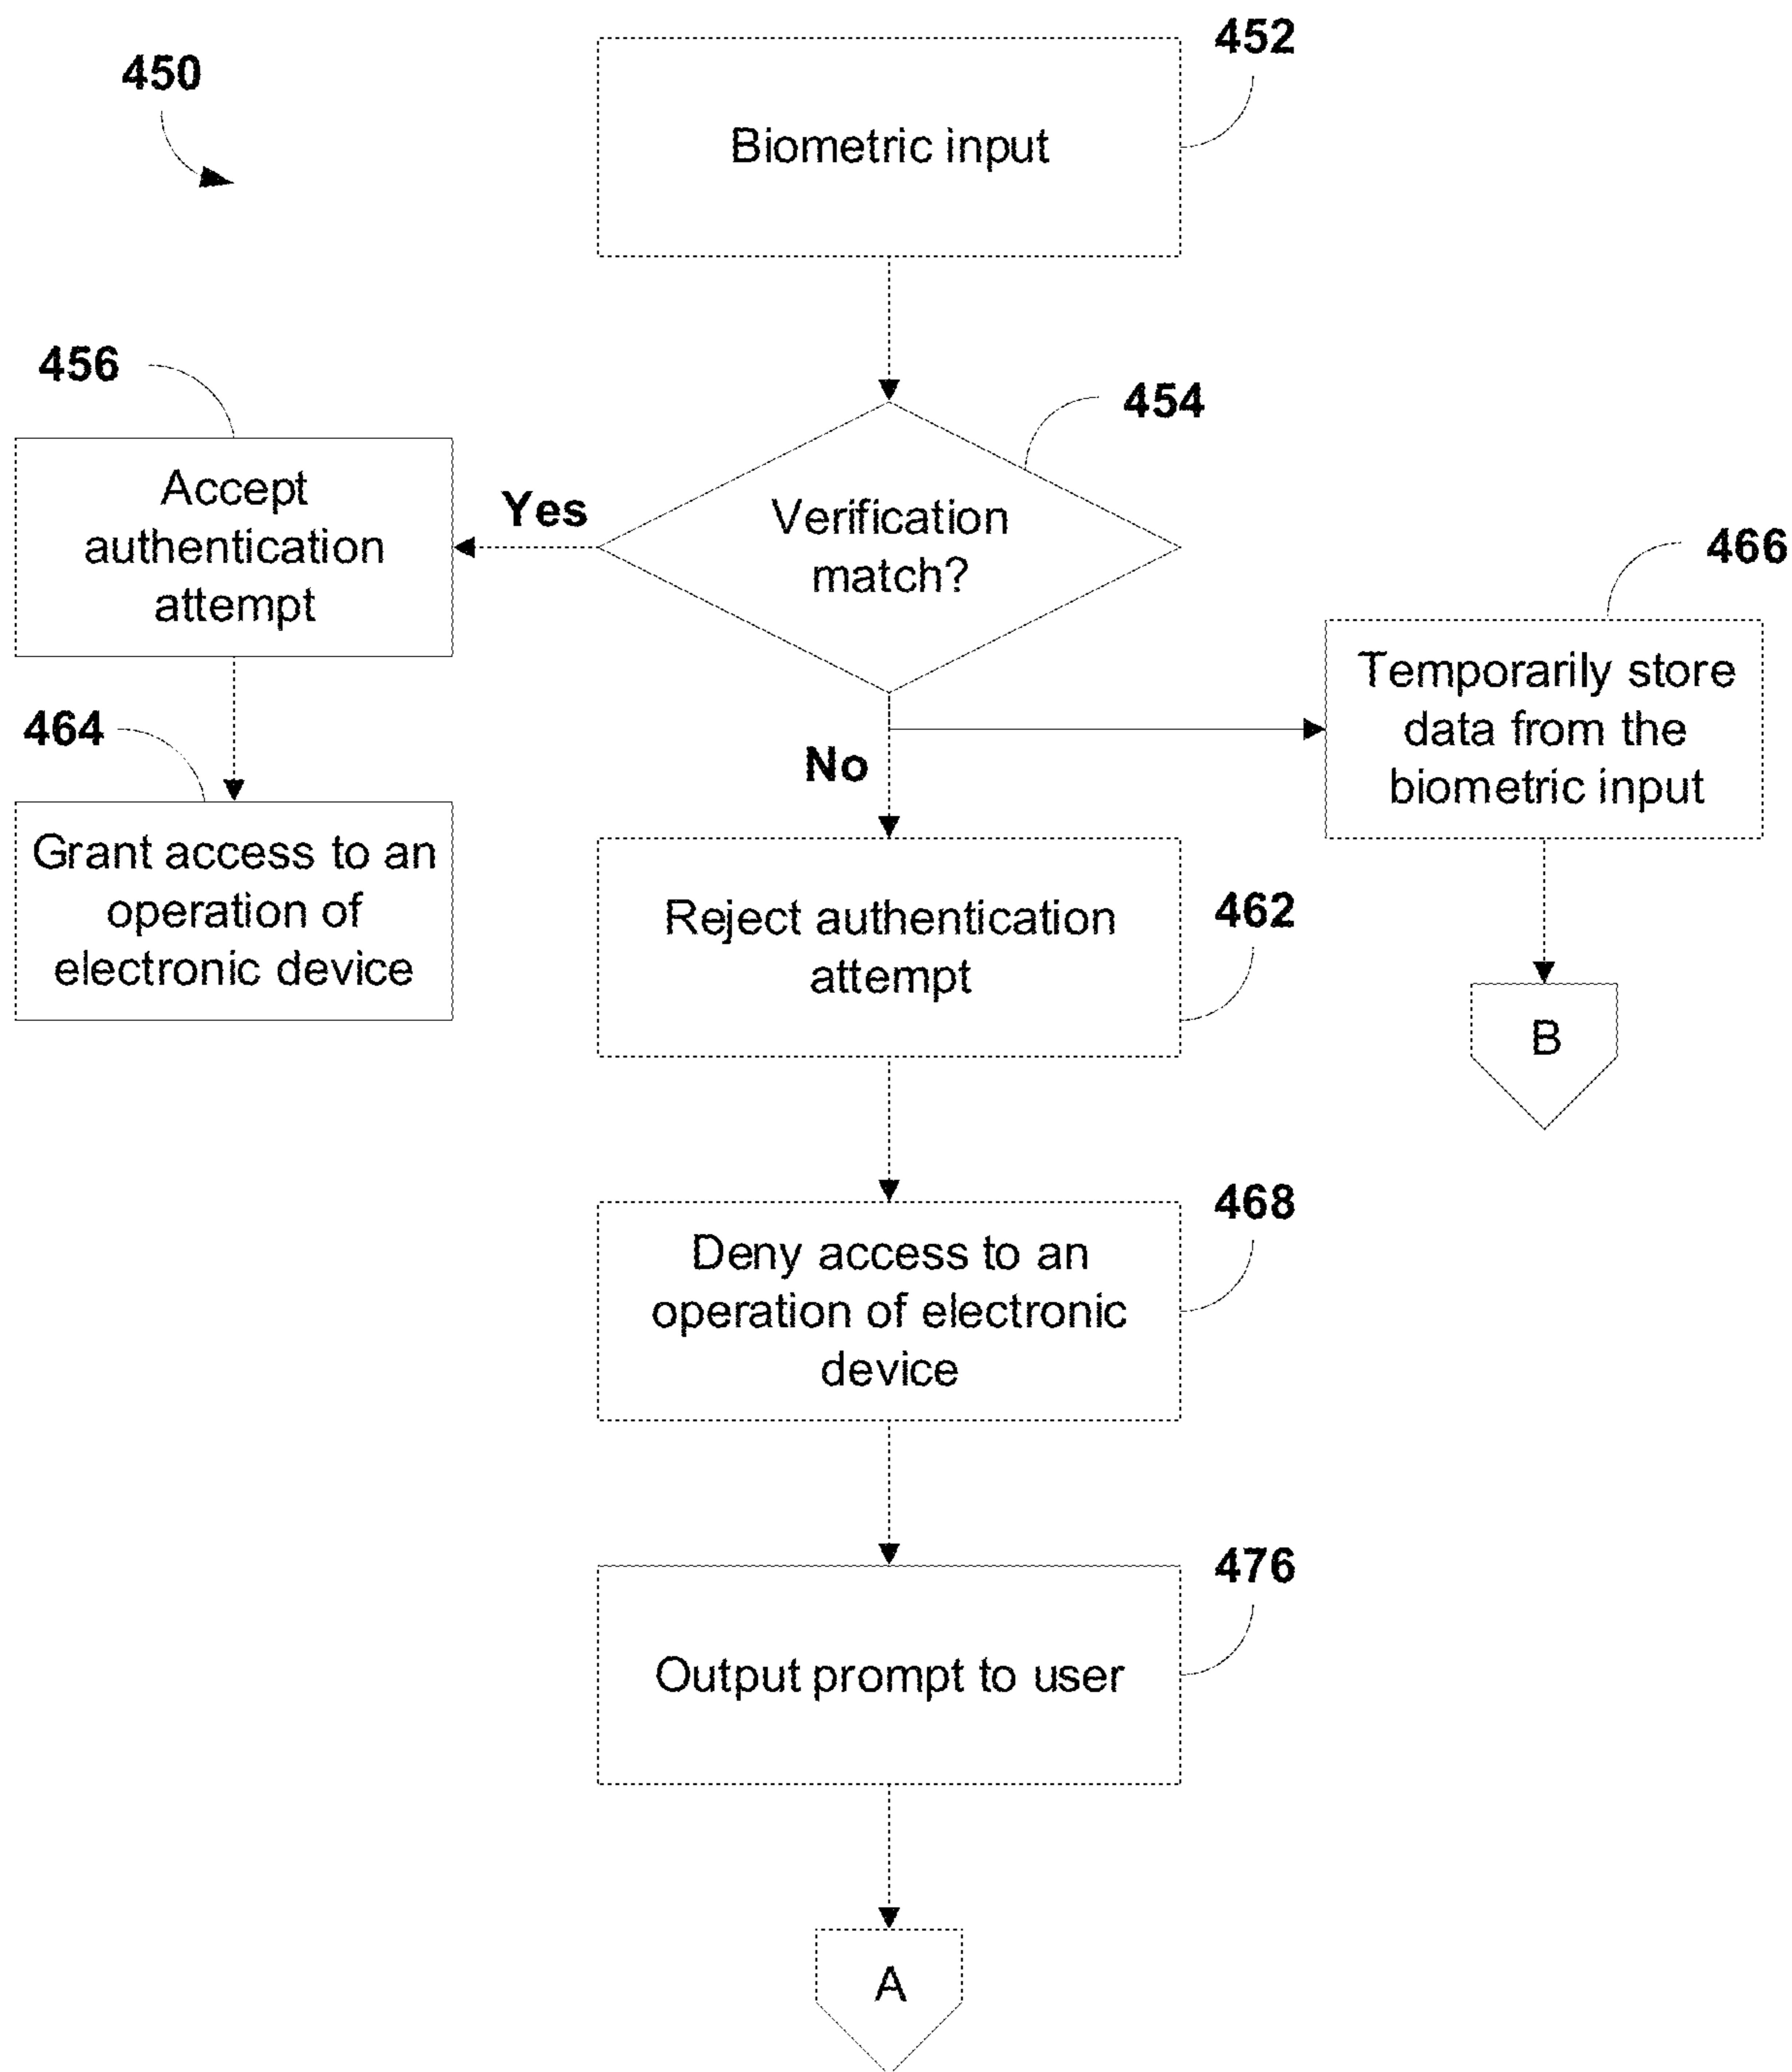 452
450
Biometric input
456
454
Accept
authentication
attempt
Yes
Verification
match?
466
Temporarily store
data from the
biometric input
464
No
Grant access to an
operation of
electronic device
Reject authentication
attempt
462
B
468
Deny access to an
operation of electronic
device
476
Output prompt to user
A